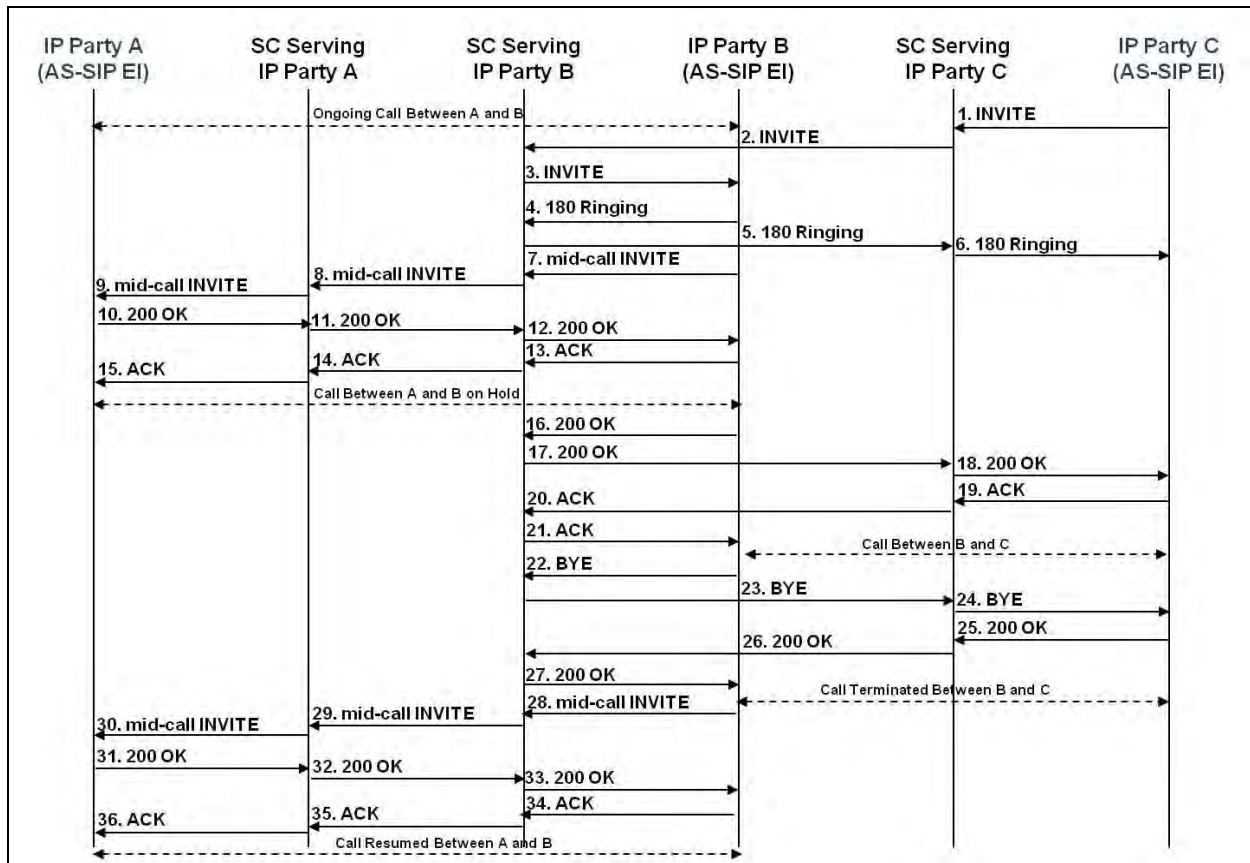 IP Party A
(AS-SIP EI)
SC Serving
IP Party A
SC Serving
IP Party B
IP Party B
(AS-SIP EI)
SC Serving
IP Party C
IP Party C
(AS-SIP EI)
Ongoing Call Between A and B
1. INVITE
2. INVITE
3. INVITE
4. 180 Ringing
5. 180 Ringing
6. 180 Ringing
7. mid-call INVITE
8. mid-call INVITE
9. mid-call INVITE
10. 200 OK
11. 200 OK
12. 200 OK
13. ACK
14. ACK
15. ACK
Call Between A and B on Hold
16. 200 OK
17. 200 OK
18. 200 OK
19. ACK
20. ACK
21. ACK
Call Between B and C
22. BYE
23. BYE
24. BYE
25. 200 OK
26. 200 OK
27. 200 OK
Call Terminated Between B and C
28. mid-call INVITE
29. mid-call INVITE
30. mid-call INVITE
31. 200 OK
32. 200 OK
33. 200 OK
34. ACK
35. ACK
36. ACK
Call Resumed Between A and B